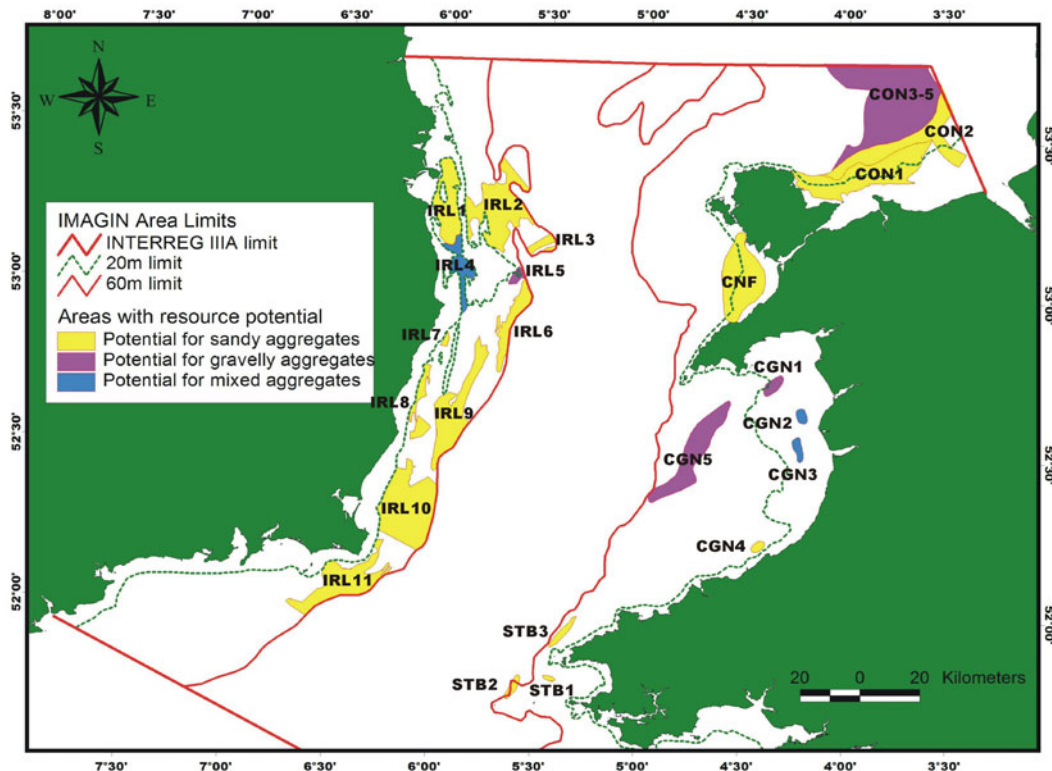 8°00' 7°30' 7°00' 6°30' 6°00' 5°30' 5°00' 4°30' 4°00' 3°30'
N
W E
S
53°30'
53°30'
CON3-5
CON2
CON1
IRL1
IRL2
IRL3
IRL4
IRL5
IRL6
IRL7
IRL8
IRL9
IRL10
IRL11
IMAGIN Area Limits
INTERREG IIIA limit
20m limit
60m limit
Areas with resource potential
Potential for sandy aggregates
Potential for gravelly aggregates
Potential for mixed aggregates
53°00'
53°00'
CNF
CGN1
CGN2
CGN3
CGN5
CGN4
52°30'
52°30'
52°00'
52°00'
STB3
STB2
STB1
20 0 20 Kilometers
7°30' 7°00' 6°30' 6°00' 5°30' 5°00' 4°30' 4°00'